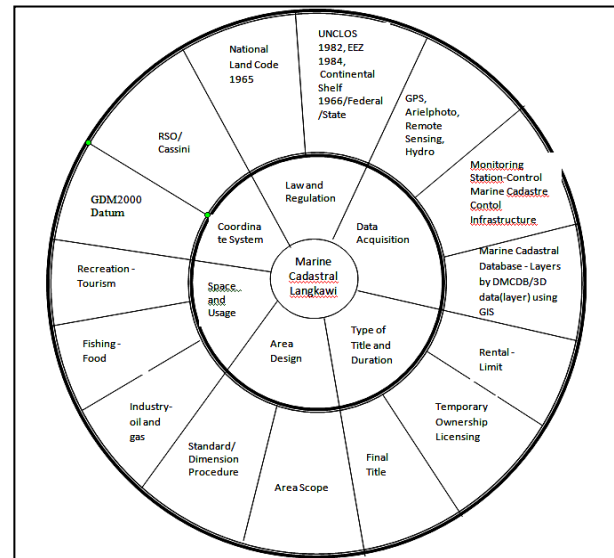 UNCLOS
1982, EEZ
1984,
Continental
Shelf
1966/Federal
/State
National
Land Code
1965
GPS,
Arielphoto,
Remote
Sensing,
Hydro
RSO/
Cassini
Monitoring
Station-Control
Marine Cadastre
Contol
Infrastructure
Law and
Regulation
GDM2000
Datum
Coordina
te System
Data
Acquisition
Marine Cadastral
Database - Layers
by DMCDB/3D
data(layer) using
GIS
Marine
Cadastral
Langkawi
Recreation -
Tourism
Space
and
Usage
Area
Design
Type of
Title and
Duration
Fishing -
Food
Rental -
Limit
Industry-
oil and
gas
Temporary
Ownership
Licensing
Standard/
Dimension
Procedure
Final
Title
Area Scope